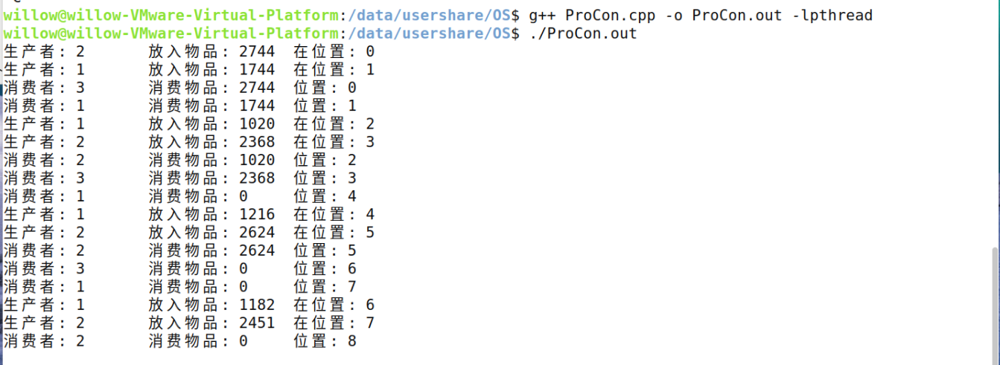 willow@willow-VMware-Virtual-Platform:/data/usershare/OS$ g++ ProCon.cpp -o ProCon.out -lpthread
willow@willow-VMware-Virtual-Platform:/data/usershare/OS$ ./ProCon.out
生产者: 2 放入物品: 2744 在位置: 0
生产者: 1 放入物品: 1744 在位置: 1
消费者: 3 消费物品: 2744 位置: 0
消费者: 1 消费物品: 1744 位置: 1
生产者: 1 放入物品: 1020 在位置: 2
生产者: 2 放入物品: 2368 在位置: 3
消费者: 2 消费物品: 1020 位置: 2
消费者: 3 消费物品: 2368 位置: 3
消费者: 1 消费物品: 0 位置: 4
生产者: 1 放入物品: 1216 在位置: 4
生产者: 2 放入物品: 2624 在位置: 5
消费者: 2 消费物品: 2624 位置: 5
消费者: 3 消费物品: 0 位置: 6
消费者: 1 消费物品: 0 位置: 7
生产者: 1 放入物品: 1182 在位置: 6
生产者: 2 放入物品: 2451 在位置: 7
消费者: 2 消费物品: 0 位置: 8